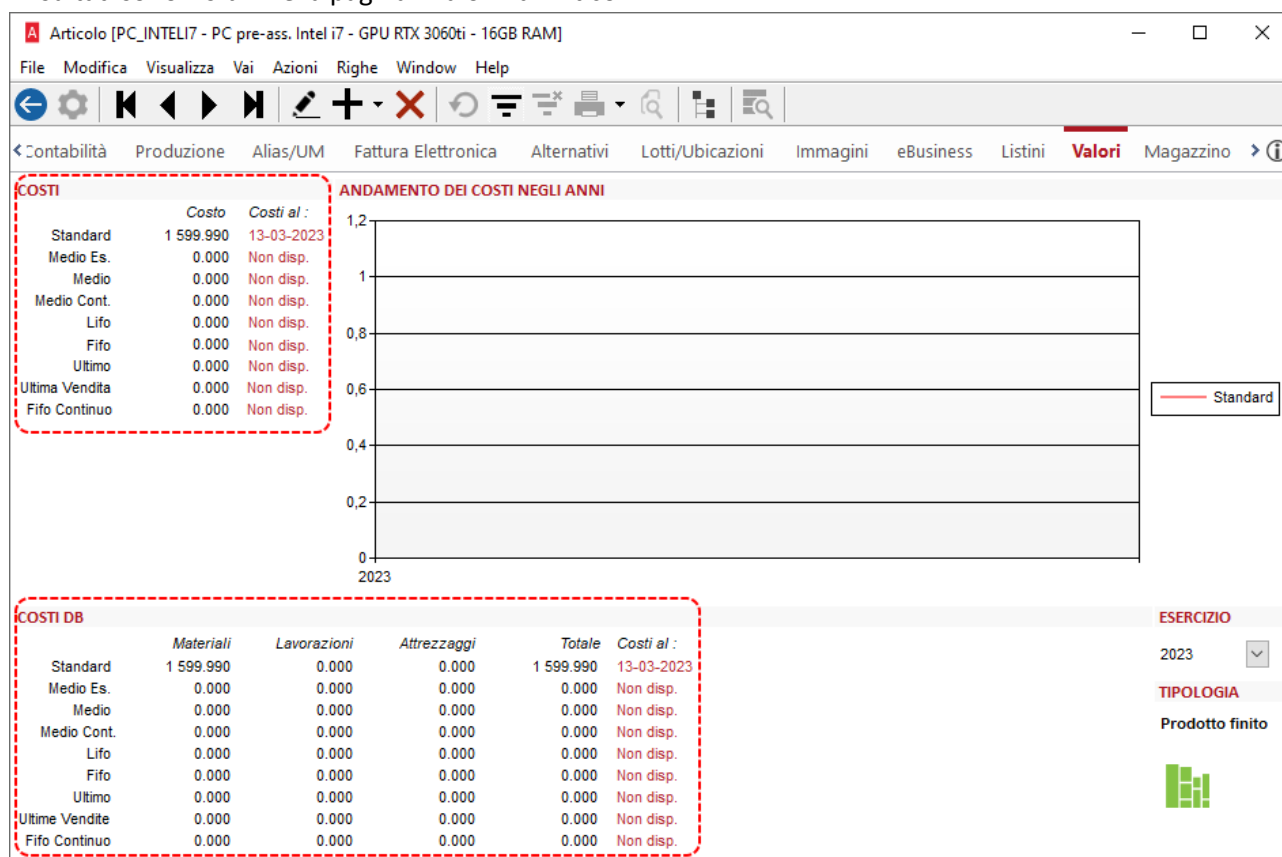 Articolo [PC_INTELI7 - PC pre-ass. Intel i7 - GPU RTX 3060ti - 16GB RAM]
File Modifica Visualizza Vai Azioni Righe Window Help
Contabilità Produzione Alias/UM Fattura Elettronica Alternativi Lotti/Ubicazioni Immagini eBusiness Listini Valori Magazzino
COSTI
Costo Costi al :
Standard 1 599.990 13-03-2023
Medio Es. 0.000 Non disp.
Medio 0.000 Non disp.
Medio Cont. 0.000 Non disp.
Lifo 0.000 Non disp.
Fifo 0.000 Non disp.
Ultimo 0.000 Non disp.
Ultima Vendita 0.000 Non disp.
Fifo Continuo 0.000 Non disp.
ANDAMENTO DEI COSTI NEGLI ANNI
1,2
1
0,8
0,6
0,4
0,2
0
2023
Standard
COSTI DB
Materiali Lavorazioni Attrezzaggi Totale Costi al :
Standard 1 599.990 0.000 0.000 1 599.990 13-03-2023
Medio Es. 0.000 0.000 0.000 0.000 Non disp.
Medio 0.000 0.000 0.000 0.000 Non disp.
Medio Cont. 0.000 0.000 0.000 0.000 Non disp.
Lifo 0.000 0.000 0.000 0.000 Non disp.
Fifo 0.000 0.000 0.000 0.000 Non disp.
Ultimo 0.000 0.000 0.000 0.000 Non disp.
Ultime Vendite 0.000 0.000 0.000 0.000 Non disp.
Fifo Continuo 0.000 0.000 0.000 0.000 Non disp.
ESERCIZIO
2023
TIPOLOGIA
Prodotto finito